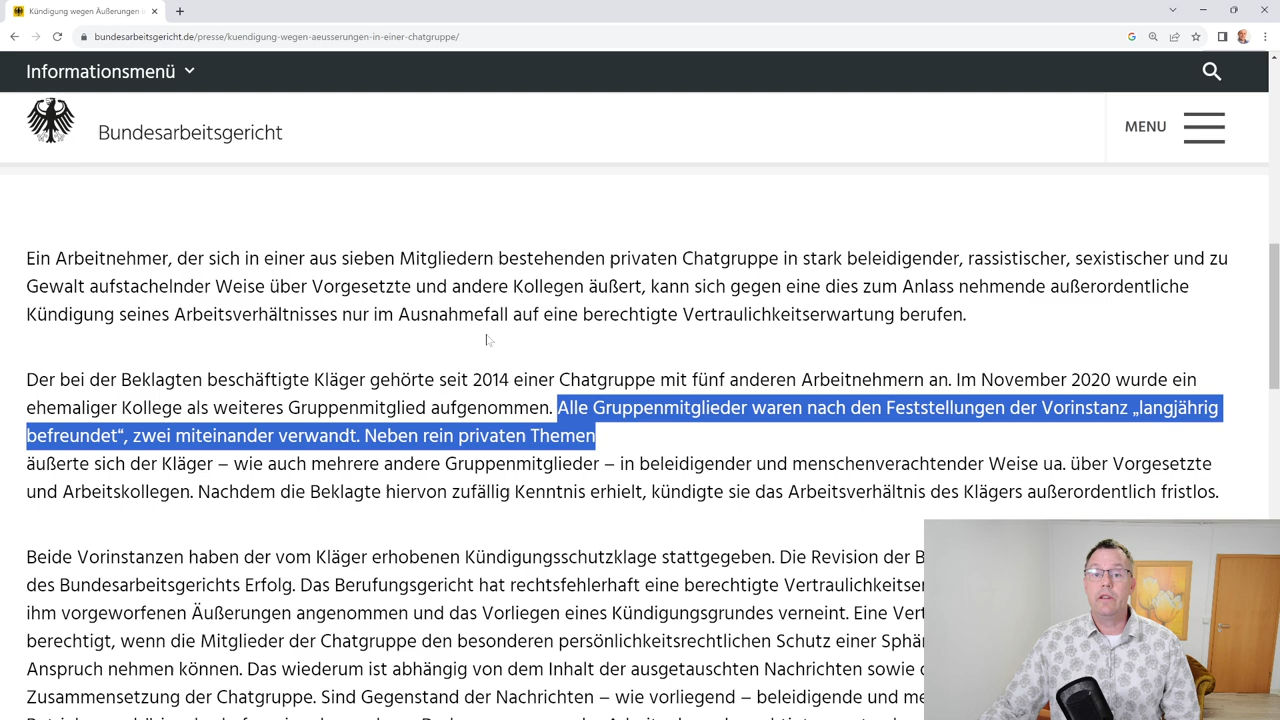 Kündigung wegen Äußerungen i
bundesarbeitsgericht.de/presse/kuendigung-wegen-aeusserungen-in-einer-chatgruppe/
Informationsmenü
Bundesarbeitsgericht
MENU
Ein Arbeitnehmer, der sich in einer aus sieben Mitgliedern bestehenden privaten Chatgruppe in stark beleidigender, rassistischer, sexistischer und zu
Gewalt aufstachelnder Weise über Vorgesetzte und andere Kollegen äußert, kann sich gegen eine dies zum Anlass nehmende außerordentliche
Kündigung seines Arbeitsverhältnisses nur im Ausnahmefall auf eine berechtigte Vertraulichkeitserwartung berufen.
Der bei der Beklagten beschäftigte Kläger gehörte seit 2014 einer Chatgruppe mit fünf anderen Arbeitnehmern an. Im November 2020 wurde ein
ehemaliger Kollege als weiteres Gruppenmitglied aufgenommen. Alle Gruppenmitglieder waren nach den Feststellungen der Vorinstanz „langjährig
befreundet“, zwei miteinander verwandt. Neben rein privaten Themen
äußerte sich der Kläger – wie auch mehrere andere Gruppenmitglieder – in beleidigender und menschenverachtender Weise ua. über Vorgesetzte
und Arbeitskollegen. Nachdem die Beklagte hiervon zufällig Kenntnis erhielt, kündigte sie das Arbeitsverhältnis des Klägers außerordentlich fristlos.
Beide Vorinstanzen haben der vom Kläger erhobenen Kündigungsschutzklage stattgegeben. Die Revision der B
des Bundesarbeitsgerichts Erfolg. Das Berufungsgericht hat rechtsfehlerhaft eine berechtigte Vertraulichkeitser
ihm vorgeworfenen Äußerungen angenommen und das Vorliegen eines Kündigungsgrundes verneint. Eine Vert
berechtigt, wenn die Mitglieder der Chatgruppe den besonderen persönlichkeitsrechtlichen Schutz einer Sphä
Anspruch nehmen können. Das wiederum ist abhängig von dem Inhalt der ausgetauschten Nachrichten sowie d
Zusammensetzung der Chatgruppe. Sind Gegenstand der Nachrichten – wie vorliegend – beleidigende und me